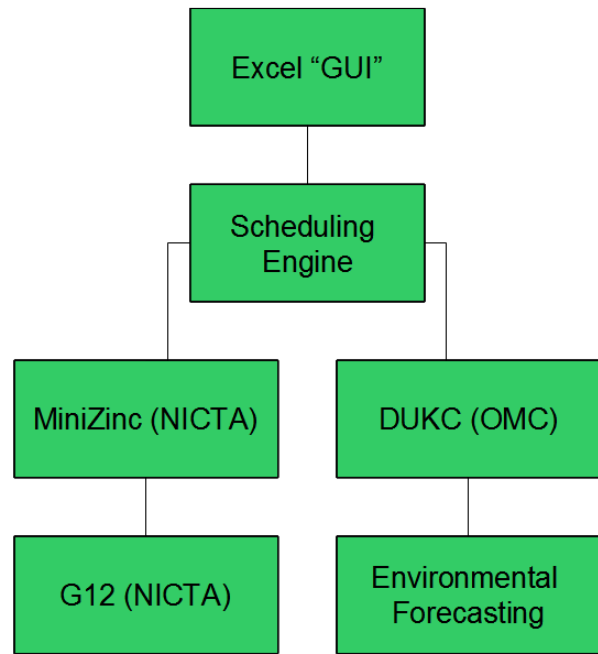 Excel “GUI”
Scheduling
Engine
MiniZinc (NICTA)
DUKC (OMC)
G12 (NICTA)
Environmental
Forecasting